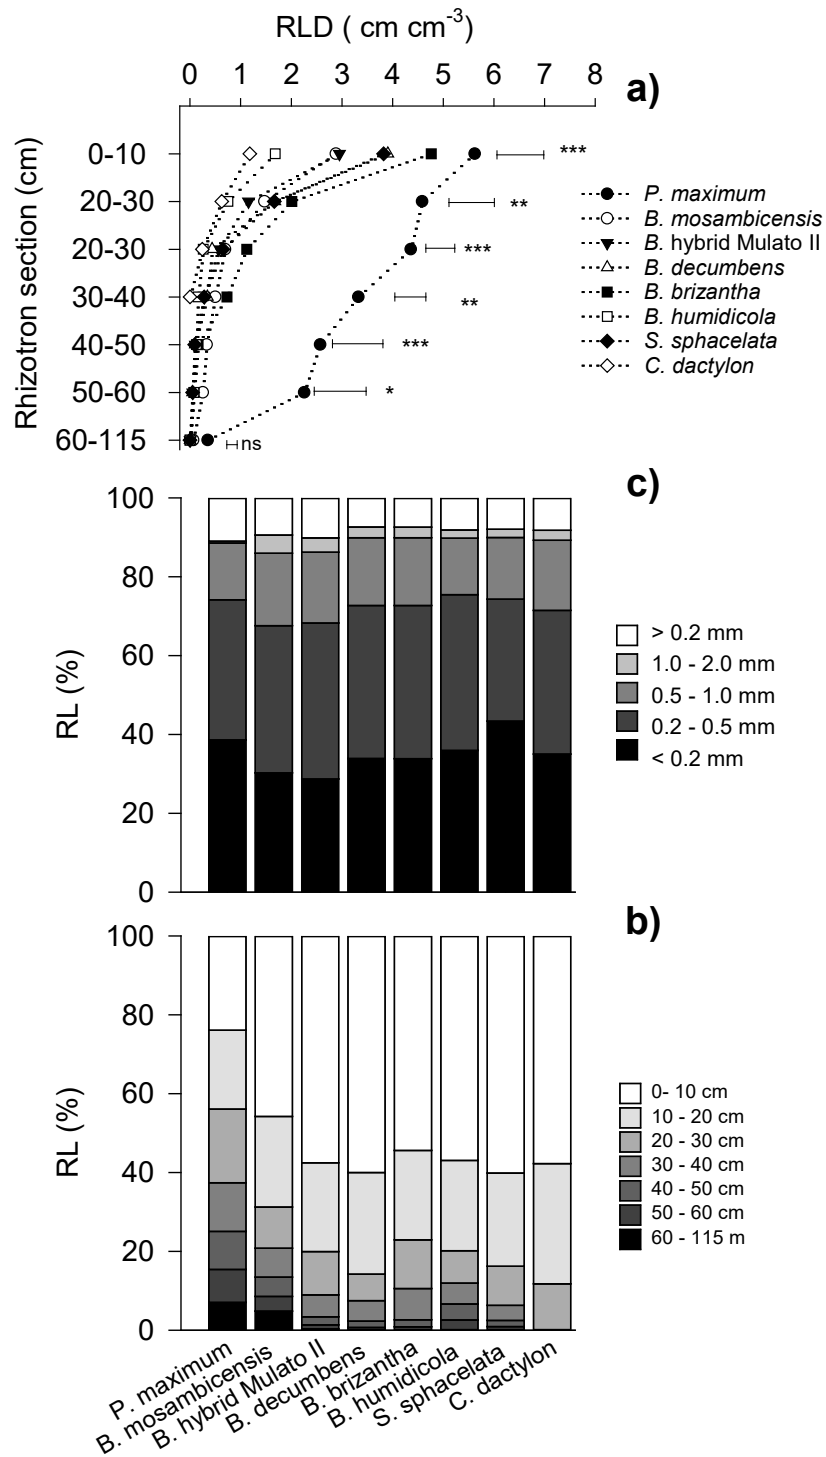 RLD ( cm cm-3)
0 1 2 3 4 5 6 7 8
a)
Rhizotron section (cm)
0-10
20-30
20-30
30-40
40-50
50-60
60-115
***
**
***
**
***
*
ns
P. maximum
B. mosambicensis
B. hybrid Mulato II
B. decumbens
B. brizantha
B. humidicola
S. sphacelata
C. dactylon
c)
RL (%)
100
80
60
40
20
0
> 0.2 mm
1.0 - 2.0 mm
0.5 - 1.0 mm
0.2 - 0.5 mm
< 0.2 mm
b)
RL (%)
100
80
60
40
20
0
0- 10 cm
10 - 20 cm
20 - 30 cm
30 - 40 cm
40 - 50 cm
50 - 60 cm
60 - 115 m
P. maximum
B. mosambicensis
B. hybrid Mulato II
B. decumbens
B. brizantha
B. humidicola
S. sphacelata
C. dactylon